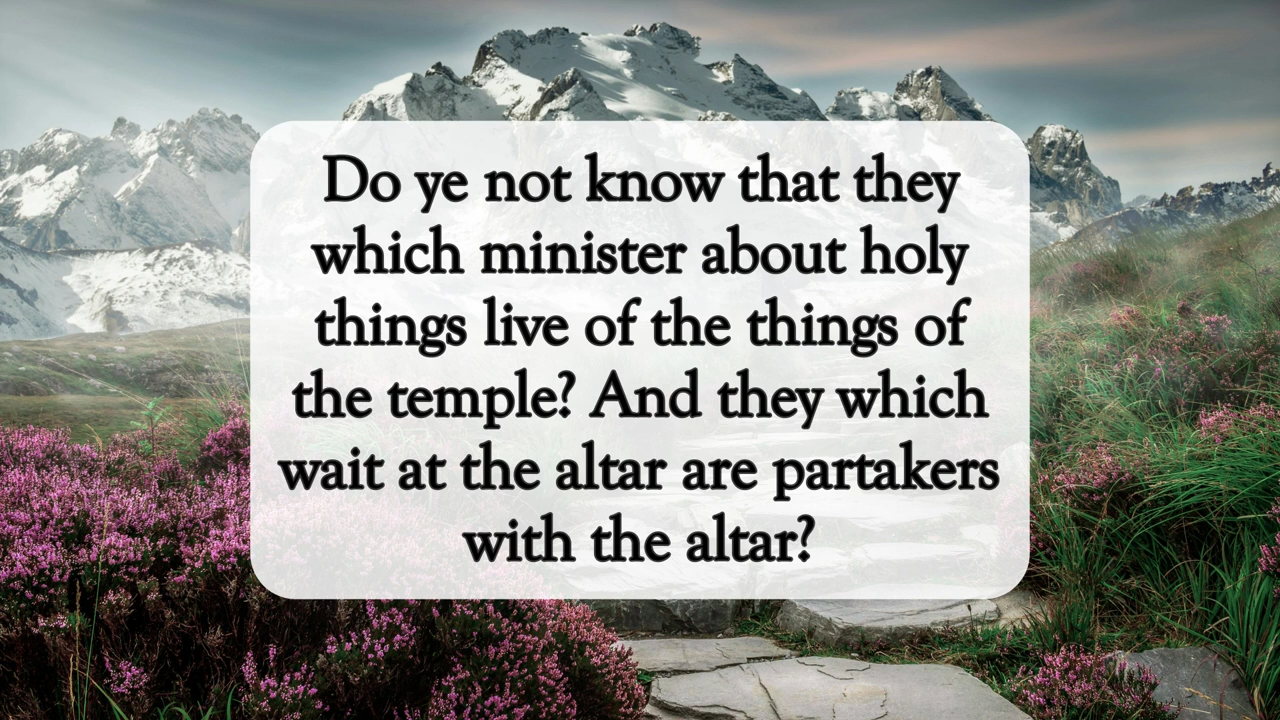 Do ye not know that they
which minister about holy
things live of the things of
the temple? And they which
wait at the altar are partakers
with the altar?